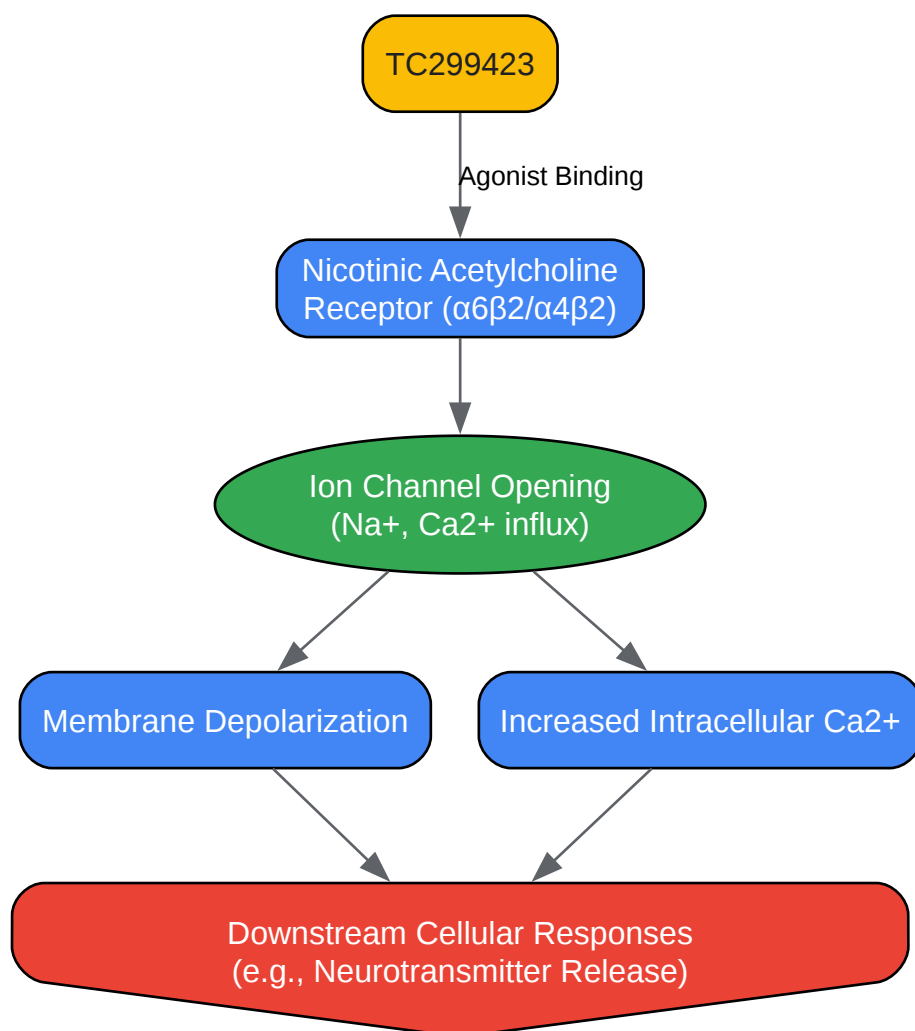 TC299423
Agonist Binding
Nicotinic Acetylcholine
Receptor (α6β2/α4β2)
Ion Channel Opening
(Na+, Ca2+ influx)
Membrane Depolarization
Increased Intracellular Ca2+
Downstream Cellular Responses
(e.g., Neurotransmitter Release)